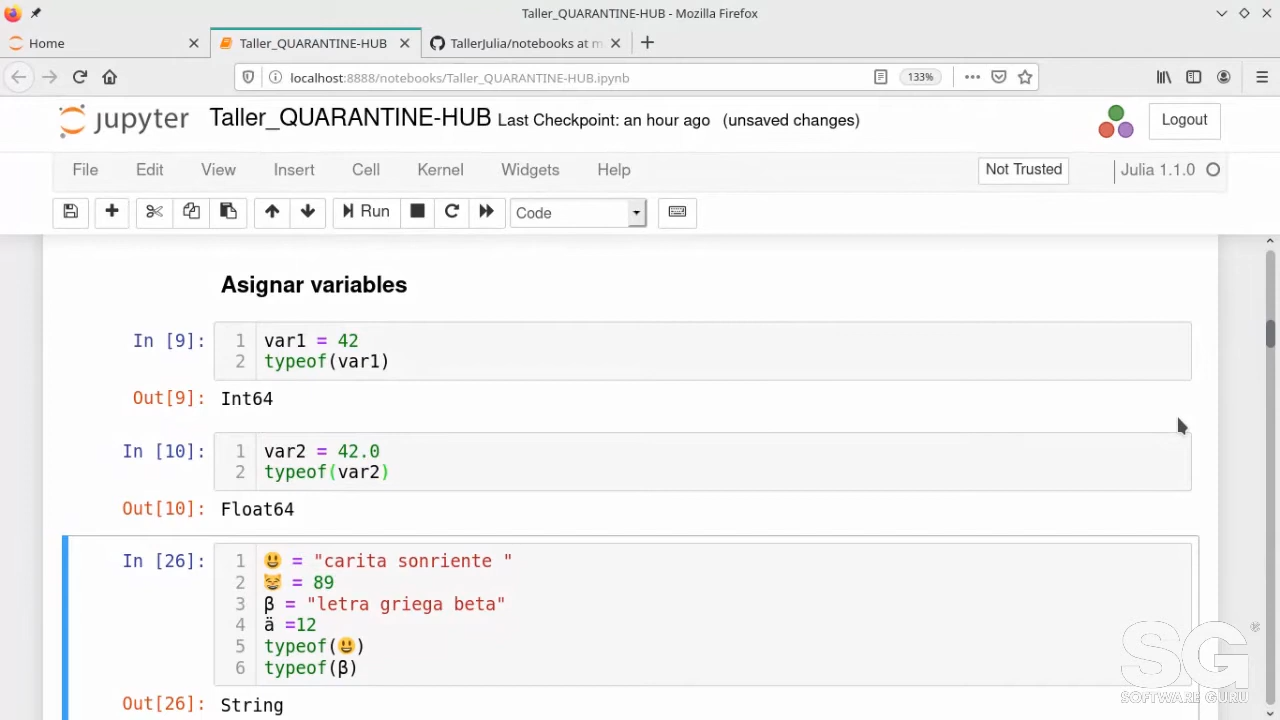 Taller_QUARANTINE-HUB - Mozilla Firefox
Home
Taller_QUARANTINE-HUB
TallerJulia/notebooks at m
localhost:8888/notebooks/Taller_QUARANTINE-HUB.ipynb
133%
jupyter Taller_QUARANTINE-HUB Last Checkpoint: an hour ago (unsaved changes)
Logout
File Edit View Insert Cell Kernel Widgets Help
Not Trusted
Julia 1.1.0
Run
Code
Asignar variables
In [9]: 1 var1 = 42
2 typeof(var1)
Out[9]: Int64
In [10]: 1 var2 = 42.0
2 typeof(var2)
Out[10]: Float64
In [26]: 1 😃 = "carita sonriente "
2 😸 = 89
3 β = "letra griega beta"
4 ä =12
5 typeof(😃)
6 typeof(β)
Out[26]: String
SG
SOFTWARE GURU